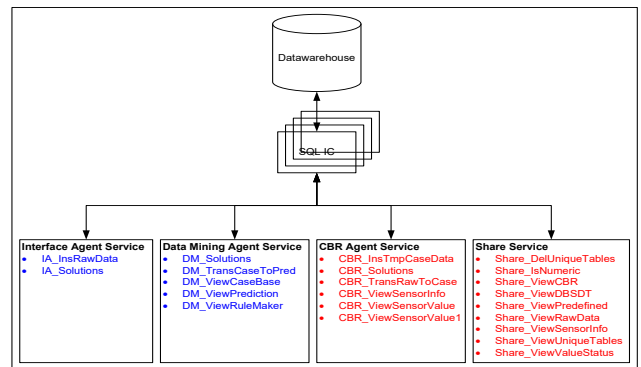 Datawarehouse
SQL IC
Interface Agent Service
• IA_InsRawData
• IA_Solutions
Data Mining Agent Service
• DM_Solutions
• DM_TransCaseToPred
• DM_ViewCaseBase
• DM_ViewPrediction
• DM_ViewRuleMaker
CBR Agent Service
• CBR_InsTmpCaseData
• CBR_Solutions
• CBR_TransRawToCase
• CBR_ViewSensorInfo
• CBR_ViewSensorValue
• CBR_ViewSensorValue1
Share Service
• Share_DelUniqueTables
• Share_IsNumeric
• Share_ViewCBR
• Share_ViewDBSDT
• Share_ViewPredefined
• Share_ViewRawData
• Share_ViewSensorInfo
• Share_ViewUniqueTables
• Share_ViewValueStatus